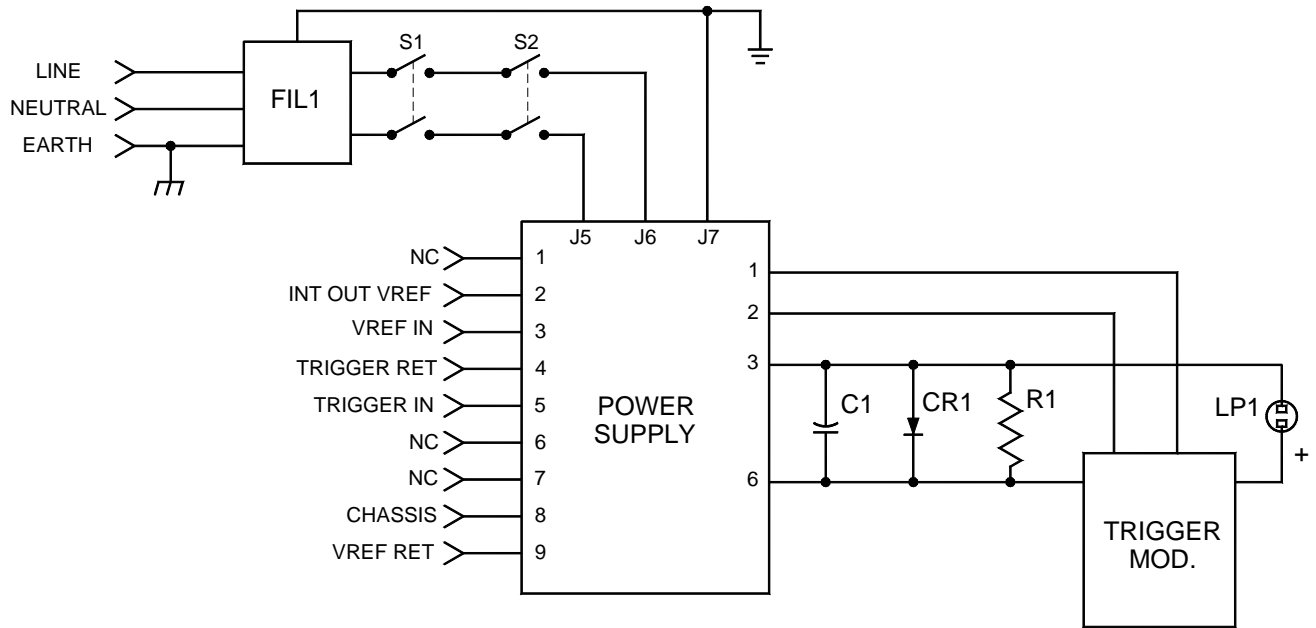 S1
S2
LINE
NEUTRAL
EARTH
FIL1
J5
J6
J7
NC
1
INT OUT VREF
2
VREF IN
3
TRIGGER RET
4
TRIGGER IN
5
NC
6
NC
7
CHASSIS
8
VREF RET
9
POWER
SUPPLY
1
2
3
6
C1
CR1
R1
LP1
+
TRIGGER
MOD.